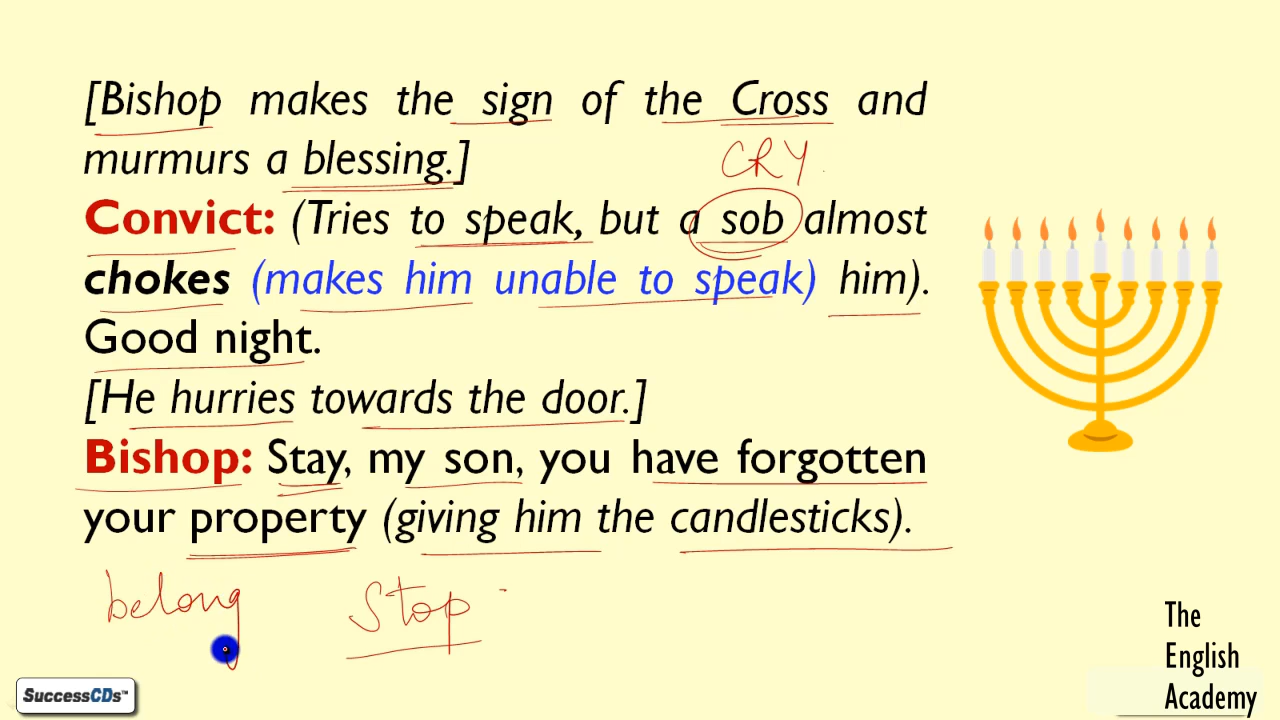 [Bishop makes the sign of the Cross and
murmurs a blessing.]
CRY
Convict: (Tries to speak, but a sob almost
chokes (makes him unable to speak) him).
Good night.
[He hurries towards the door.]
Bishop: Stay, my son, you have forgotten
your property (giving him the candlesticks).
belong Stop
The
English
Academy
SuccessCDs™